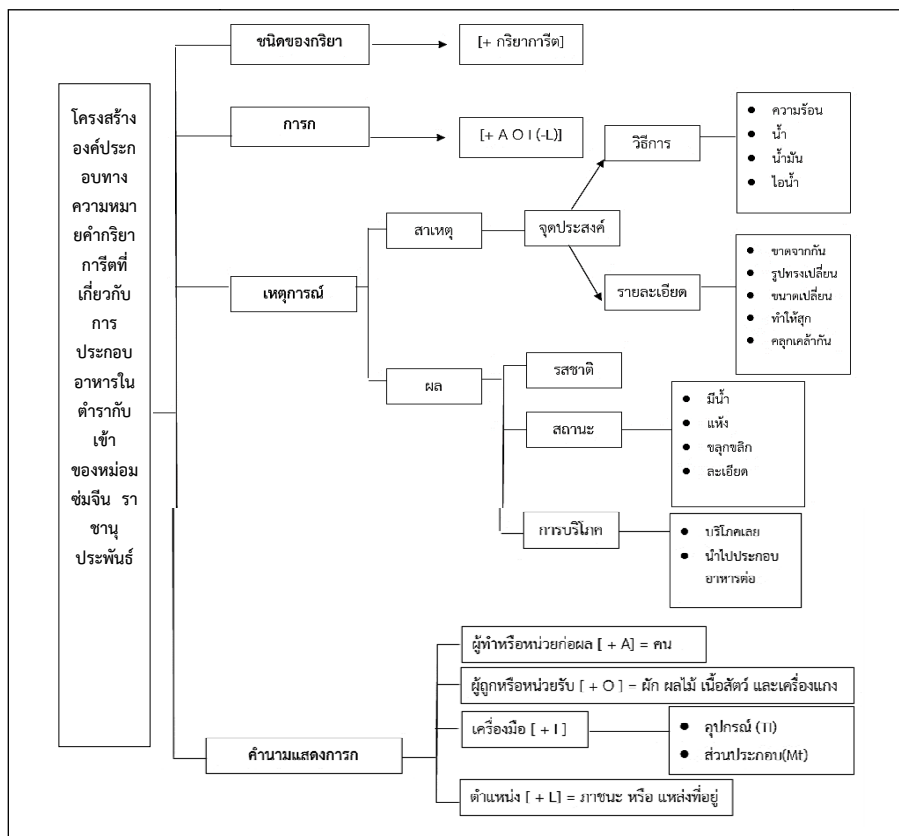 โครงสร้าง
องค์ประก
อบทาง
ความหมา
ยคำกริยา
การีตที่
เกี่ยวกับ
การ
ประกอบ
อาหารใน
ตำรากับ
เข้า
ของหม่อม
ซ่มจีน รา
ชานุ
ประพันธ์
ชนิดของกริยา
[+ กริยาการีต]
การก
[+ A O I (-L)]
เหตุการณ์
สาเหตุ
จุดประสงค์
วิธีการ
● ความร้อน
● น้ำ
● น้ำมัน
● ไอน้ำ
รายละเอียด
● ขาดจากกัน
● รูปทรงเปลี่ยน
● ขนาดเปลี่ยน
● ทำให้สุก
● คลุกเคล้ากัน
ผล
รสชาติ
สถานะ
● มีน้ำ
● แห้ง
● ขลุกขลิก
● ละเอียด
การบริโภค
● บริโภคเลย
● นำไปประกอบ
อาหารต่อ
คำนามแสดงการก
ผู้ทำหรือหน่วยก่อผล [ + A] = คน
ผู้ถูกหรือหน่วยรับ [ + O ] = ผัก ผลไม้ เนื้อสัตว์ และเครื่องแกง
เครื่องมือ [ + I ]
● อุปกรณ์ (Tl)
● ส่วนประกอบ(Mt)
ตำแหน่ง [ + L] = ภาชนะ หรือ แหล่งที่อยู่